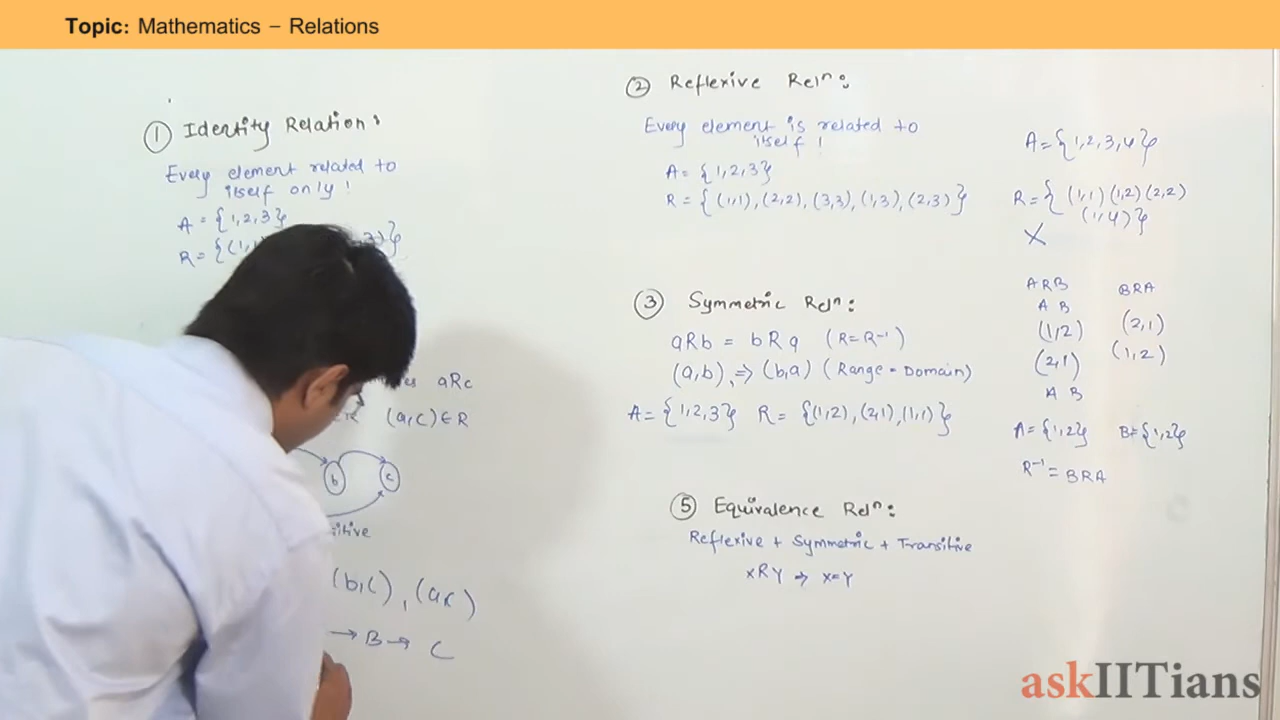 Topic: Mathematics – Relations
① Identity Relation:
Every element related to
itself only!
A = {1,2,3}
R = {(1,1 3)}
aRc
∈R (a,c) ∈ R
b c
(b,c), (a,c)
→ B → C
② Reflexive Relⁿ:
Every element is related to
itself !
A = {1,2,3}
R = { (1,1), (2,2), (3,3), (1,3), (2,3) }
③ Symmetric Relⁿ:
aRb = bRa (R=R⁻¹)
(a,b) ⇒ (b,a) (Range = Domain)
A = {1,2,3} R = {(1,2), (2,1), (1,1)}
⑤ Equivalence Relⁿ:
Reflexive + Symmetric + Transitive
xRY ⇒ x=Y
A = {1,2,3,4}
R = { (1,1) (1,2) (2,2)
(1,4) }
X
ARB BRA
A B
(1,2) (2,1)
(2,1) (1,2)
A B
A = {1,2} B = {1,2}
R⁻¹ = BRA
askIITians